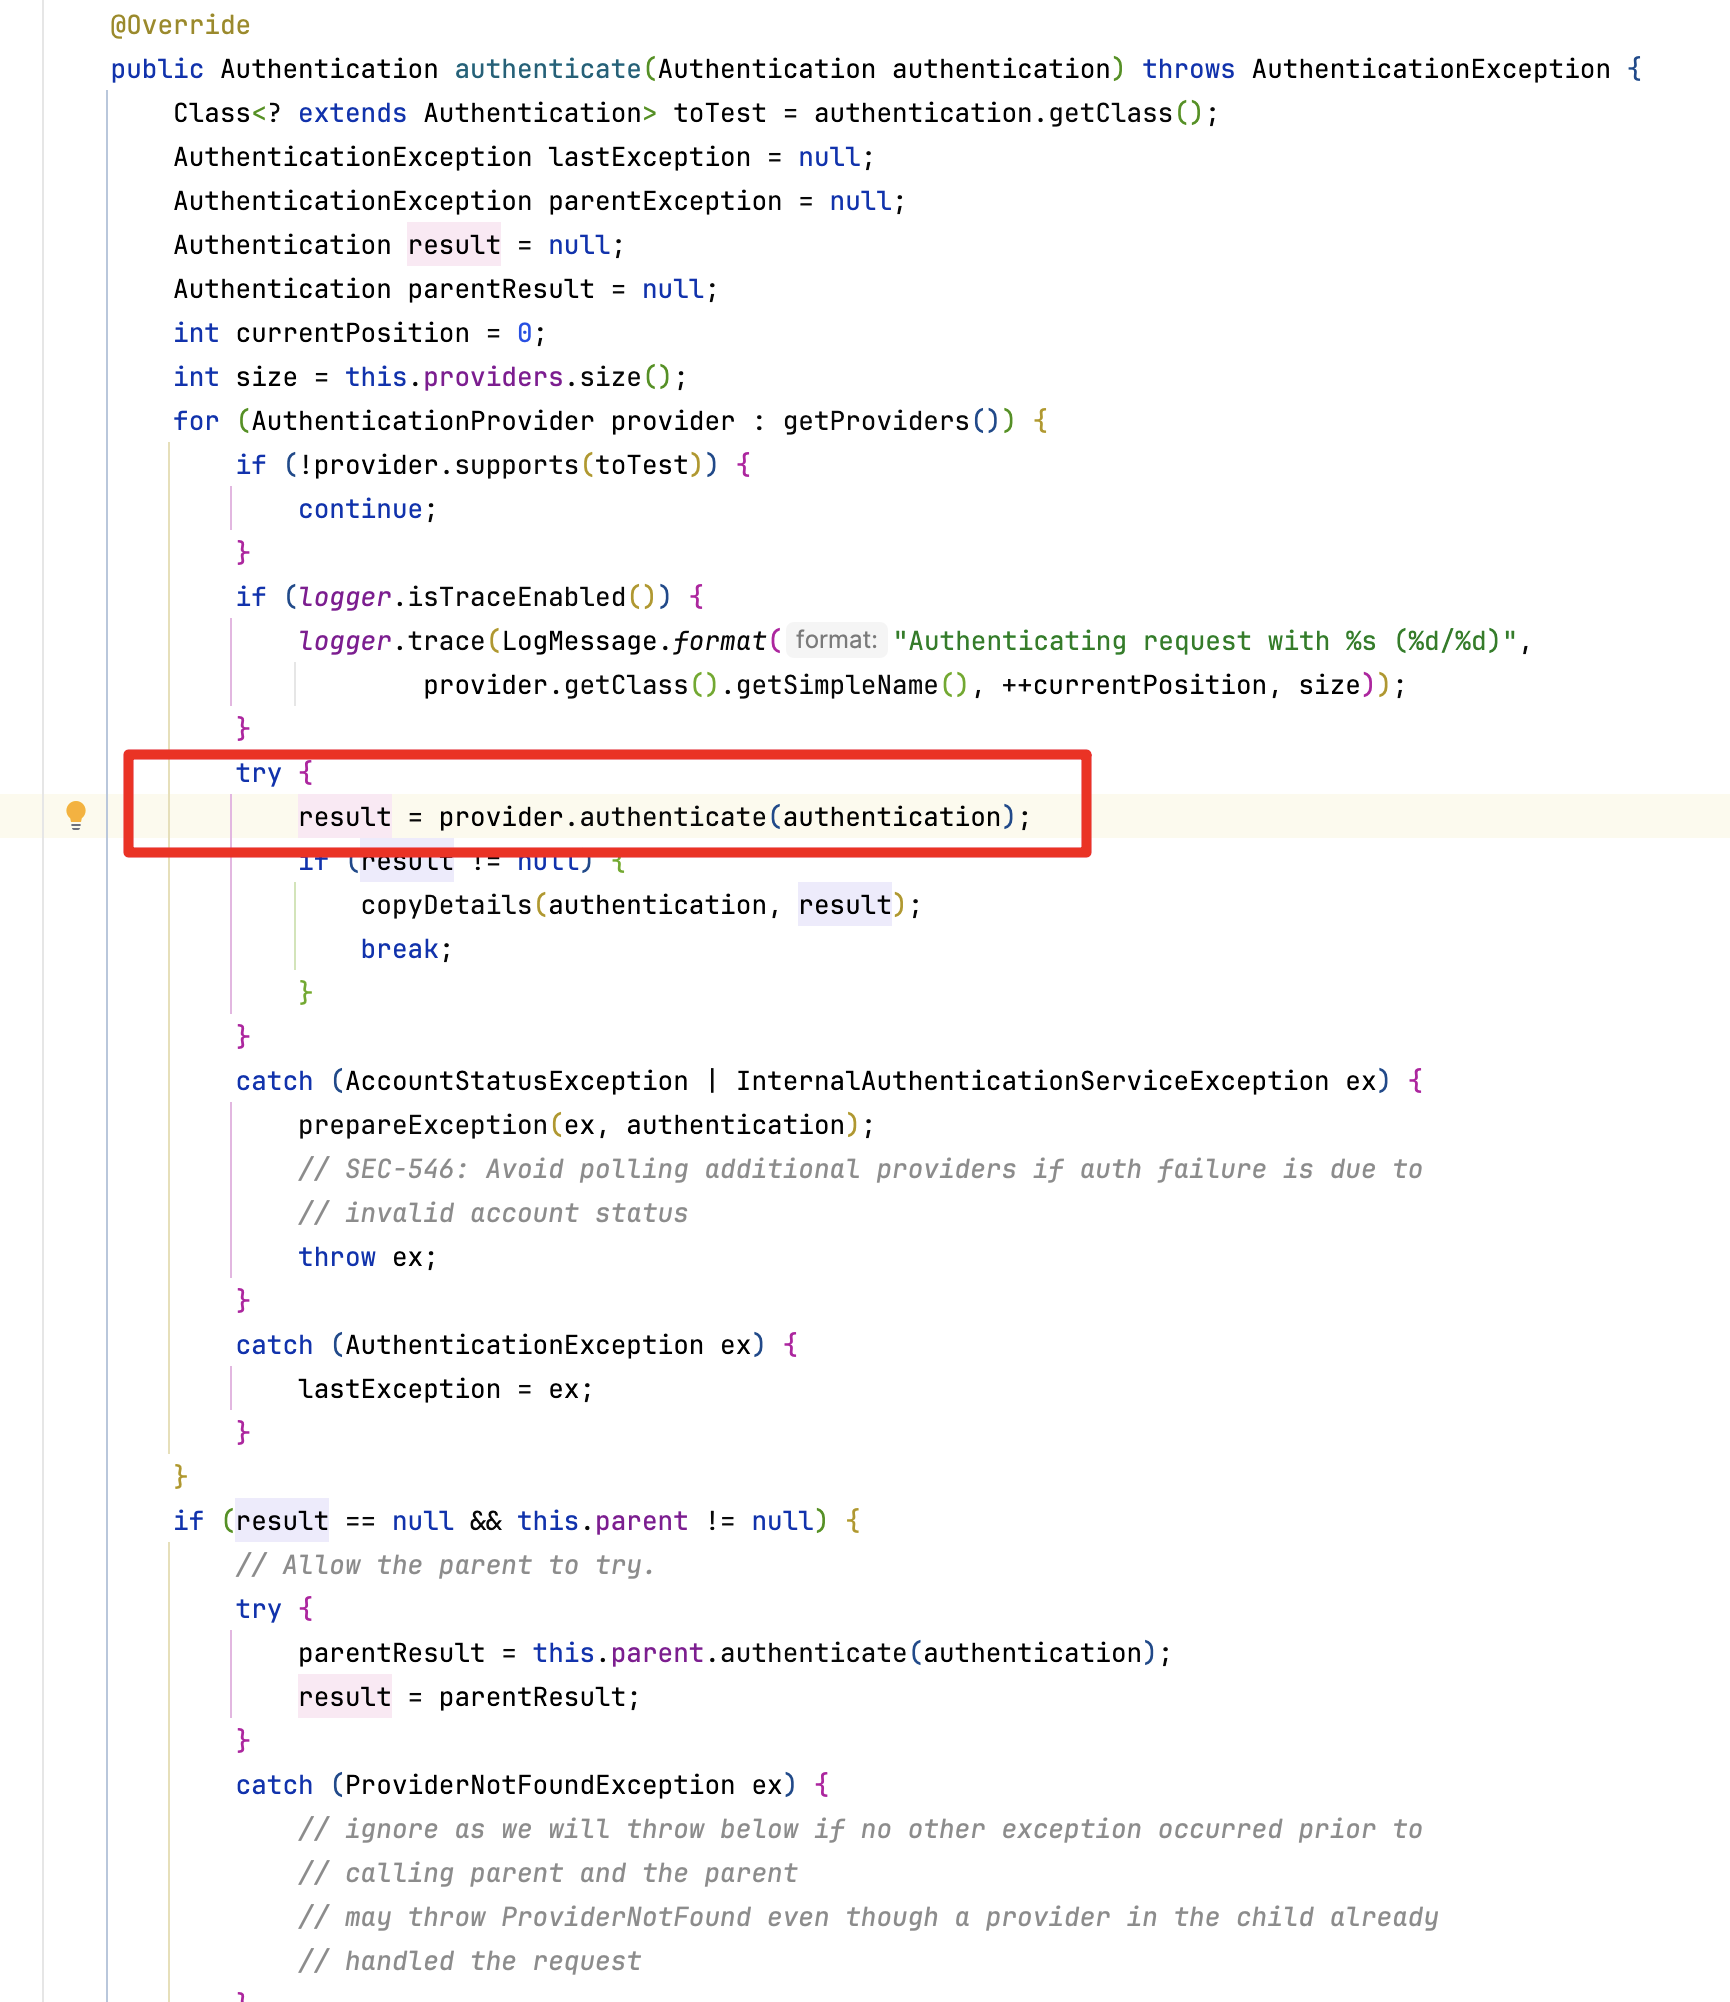 @Override
public Authentication authenticate(Authentication authentication) throws AuthenticationException {
Class<? extends Authentication> toTest = authentication.getClass();
AuthenticationException lastException = null;
AuthenticationException parentException = null;
Authentication result = null;
Authentication parentResult = null;
int currentPosition = 0;
int size = this.providers.size();
for (AuthenticationProvider provider : getProviders()) {
if (!provider.supports(toTest)) {
continue;
}
if (logger.isTraceEnabled()) {
logger.trace(LogMessage.format( format: "Authenticating request with %s (%d/%d)",
provider.getClass().getSimpleName(), ++currentPosition, size));
}
try {
result = provider.authenticate(authentication);
if (result != null) {
copyDetails(authentication, result);
break;
}
}
catch (AccountStatusException | InternalAuthenticationServiceException ex) {
prepareException(ex, authentication);
// SEC-546: Avoid polling additional providers if auth failure is due to
// invalid account status
throw ex;
}
catch (AuthenticationException ex) {
lastException = ex;
}
}
if (result == null && this.parent != null) {
// Allow the parent to try.
try {
parentResult = this.parent.authenticate(authentication);
result = parentResult;
}
catch (ProviderNotFoundException ex) {
// ignore as we will throw below if no other exception occurred prior to
// calling parent and the parent
// may throw ProviderNotFound even though a provider in the child already
// handled the request
}